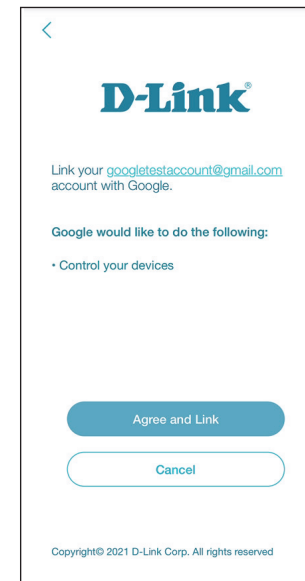 D-Link®
Link your googletestaccount@gmail.com
account with Google.
Google would like to do the following:
• Control your devices
Agree and Link
Cancel
Copyright© 2021 D-Link Corp. All rights reserved